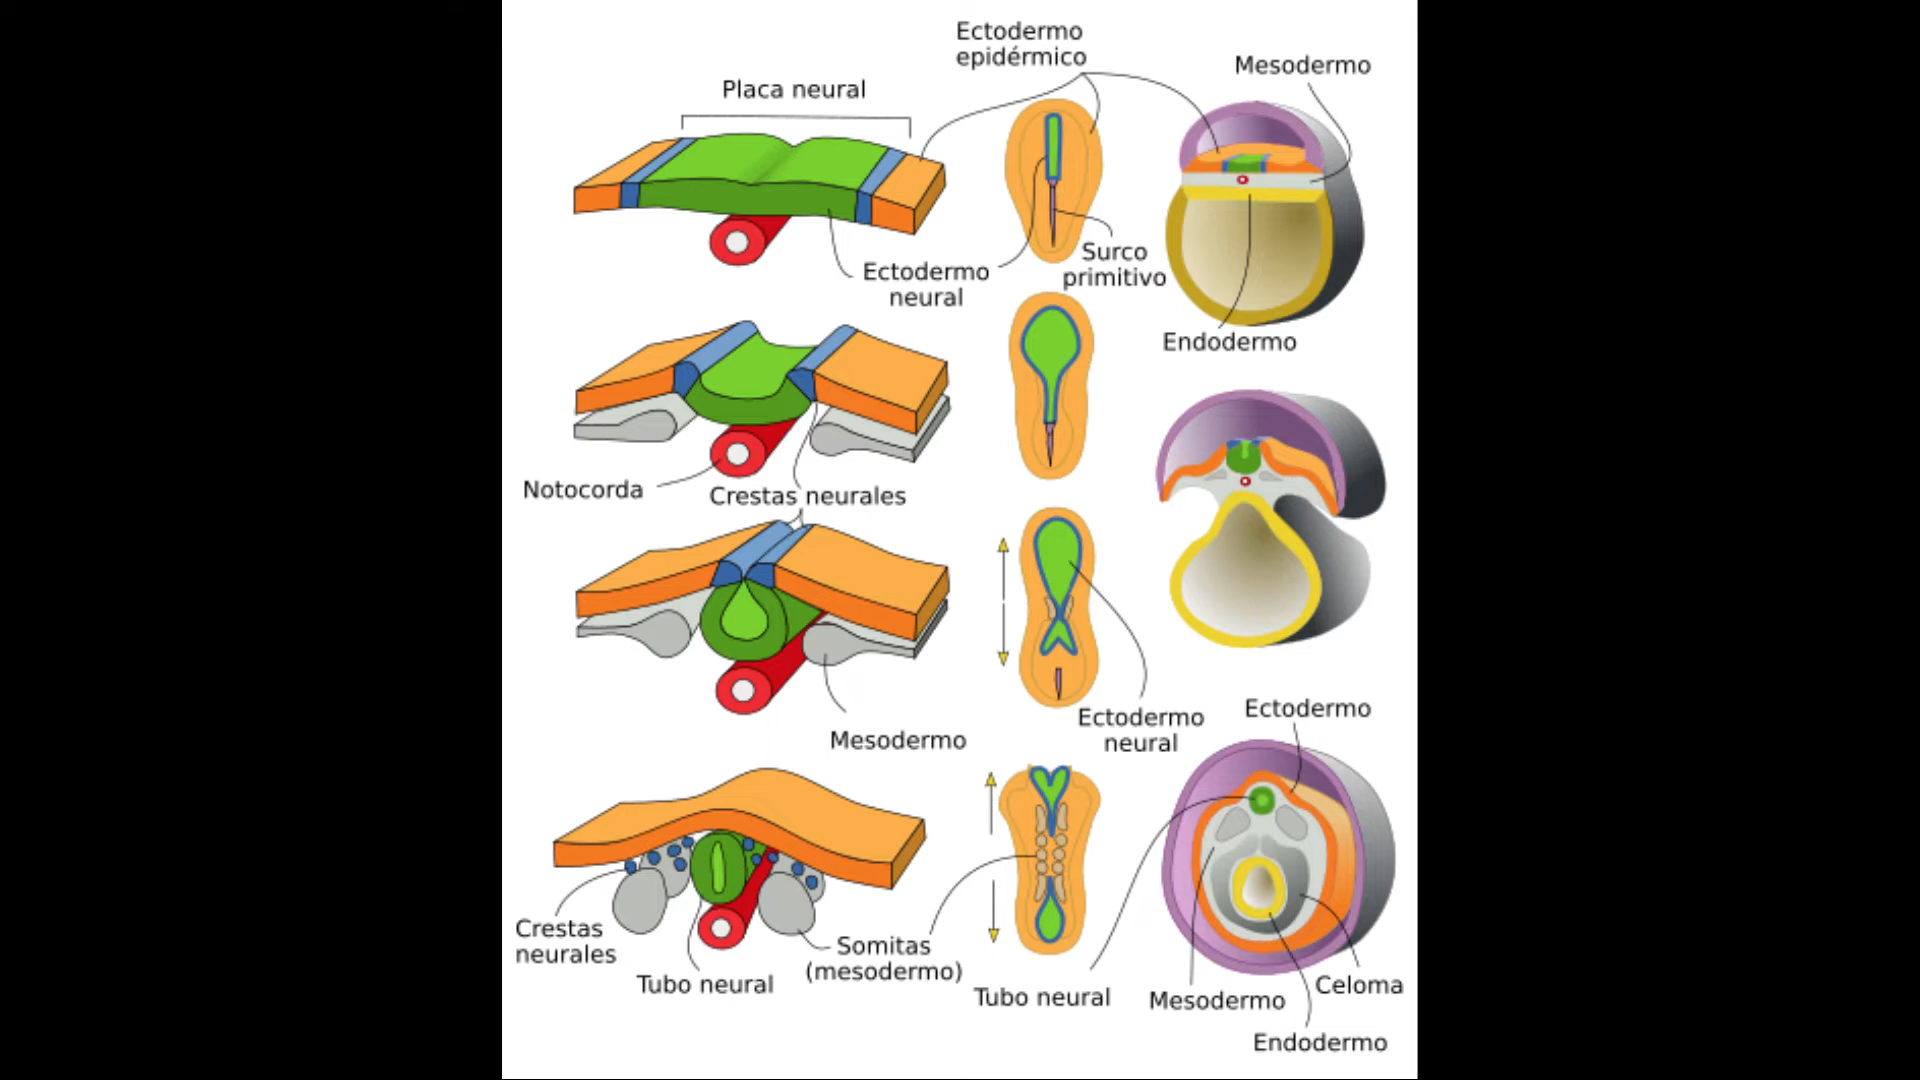 Ectodermo
epidérmico
Mesodermo
Placa neural
Surco
primitivo
Ectodermo
neural
Endodermo
Notocorda
Crestas neurales
Mesodermo
Ectodermo
neural
Ectodermo
Crestas
neurales
Somitas
(mesodermo)
Tubo neural
Tubo neural
Mesodermo
Celoma
Endodermo